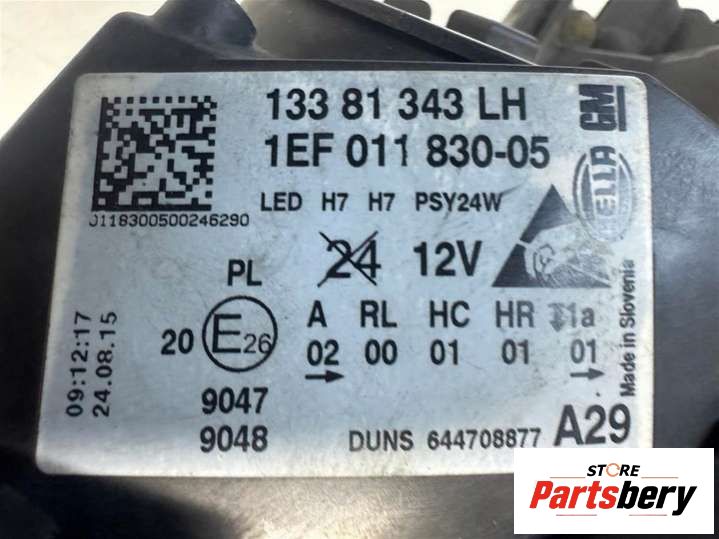 133 81 343 LH
1EF 011 830-05
GM
HELLA
LED H7 H7 PSY24W
J118300500246290
24 12V
PL
A RL HC HR 1a
20 E26
02 00 01 01 01
9047
9048
DUNS 644708877 A29
09:12:17
24.08.15
Made in Slovenia
STORE
Partsbery